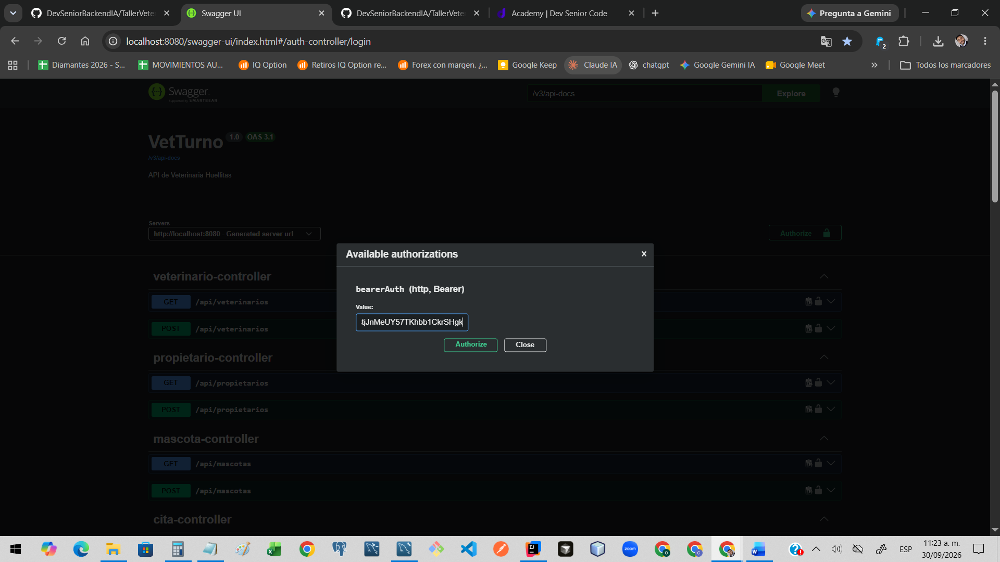 DevSeniorBackendIA/TallerVeter
Swagger UI
DevSeniorBackendIA/TallerVeter
Academy | Dev Senior Code
Pregunta a Gemini
localhost:8080/swagger-ui/index.html#/auth-controller/login
2
Diamantes 2026 - S...
MOVIMIENTOS AU...
IQ Option
Retiros IQ Option re...
Forex con margen. ¿...
Google Keep
Claude IA
chatgpt
Google Gemini IA
Google Meet
»
Todos los marcadores
Swagger
Supported by SMARTBEAR
/v3/api-docs
Explore
VetTurno
1.0
OAS 3.1
/v3/api-docs
API de Veterinaria Huellitas
Servers
http://localhost:8080 - Generated server url
Authorize
Available authorizations
bearerAuth (http, Bearer)
Value:
tjJnMeUY57TKhbb1CkrSHgk
Authorize
Close
veterinario-controller
GET /api/veterinarios
POST /api/veterinarios
propietario-controller
GET /api/propietarios
POST /api/propietarios
mascota-controller
GET /api/mascotas
POST /api/mascotas
cita-controller
zoom
ESP
11:23 a. m.
30/09/2026